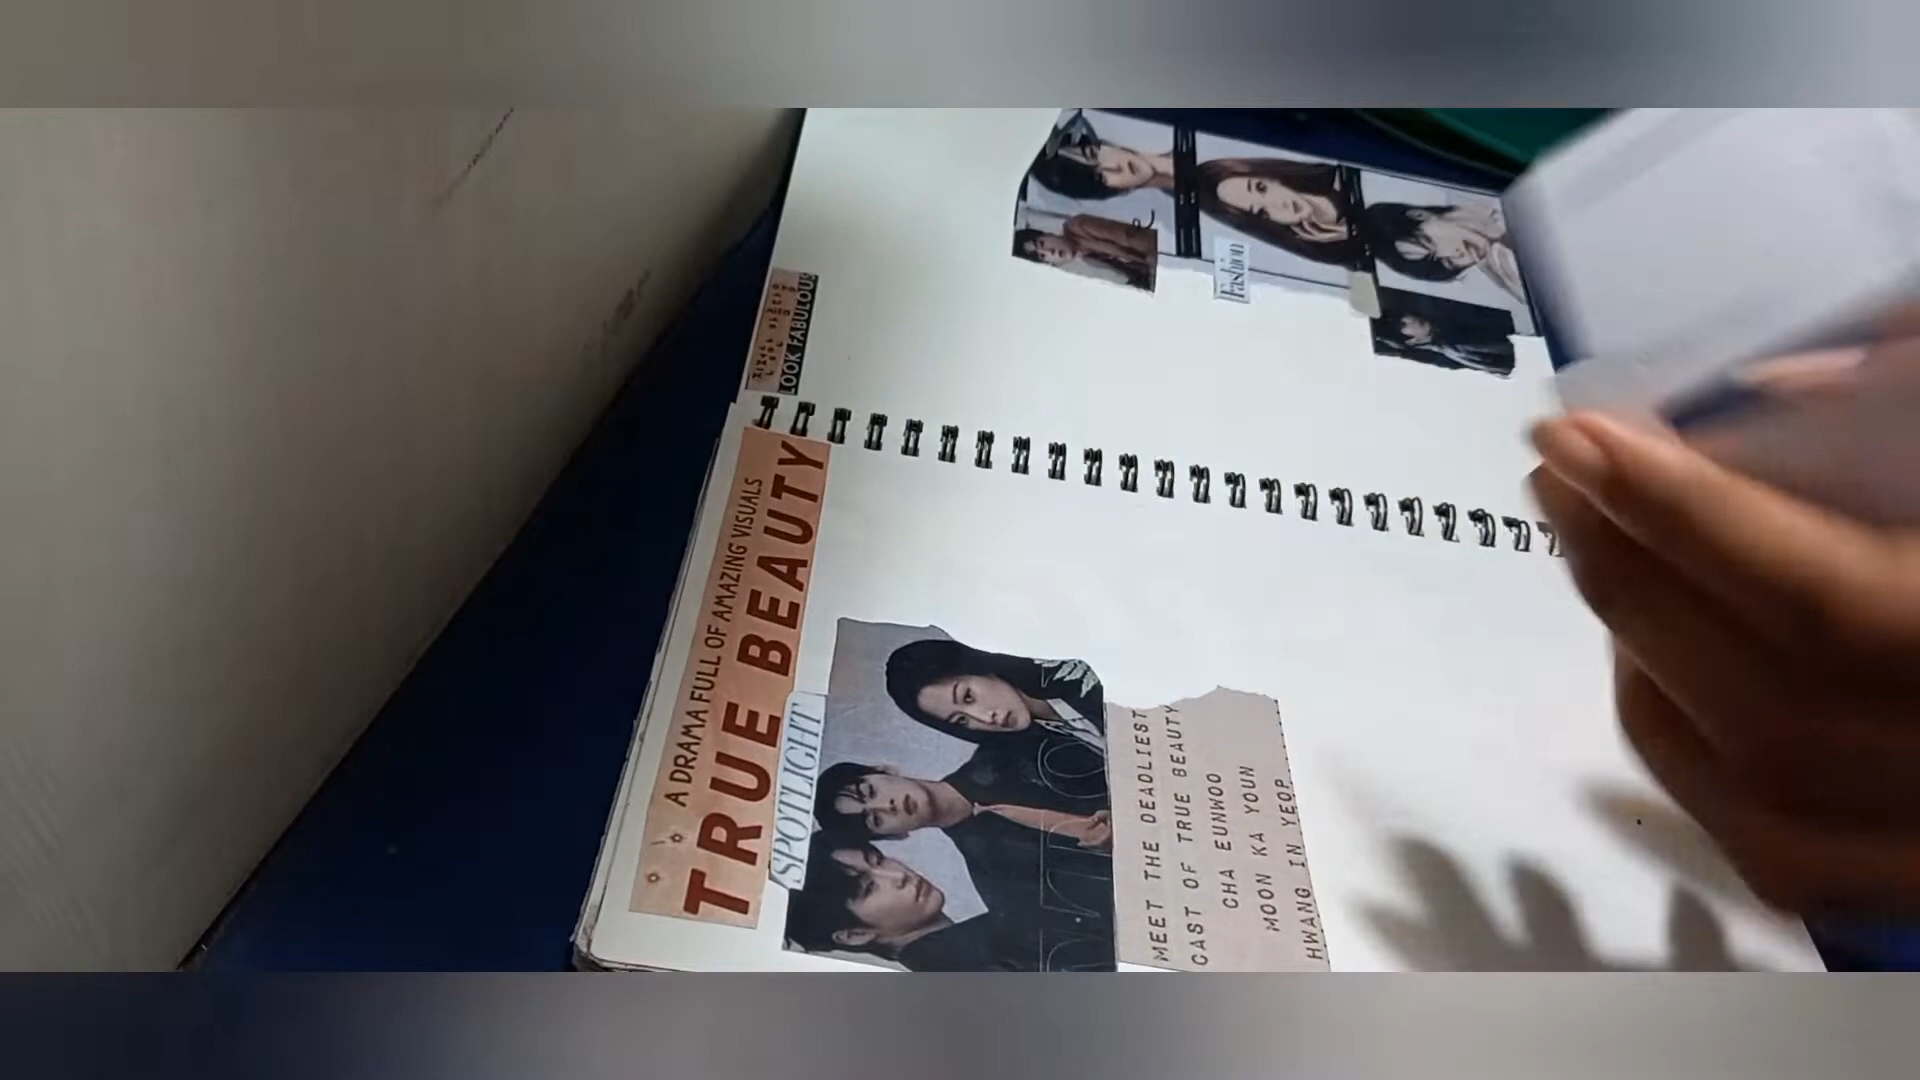 A DRAMA FULL OF AMAZING VISUALS
TRUE BEAUTY
SPOTLIGHT
MEET THE DEADLIEST
CAST OF TRUE BEAUTY
CHA EUNWOO
MOON KA YOUN
HWANG IN YEOP
LOOK FABULOUS
Fashion